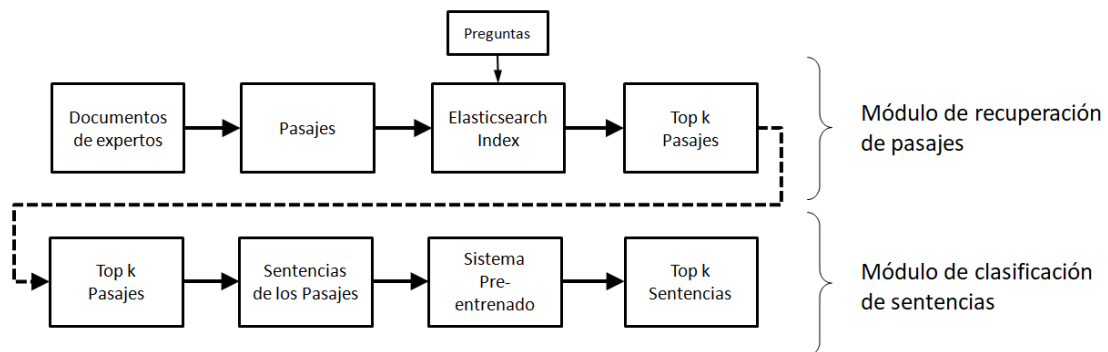 Preguntas
Documentos
de expertos
Pasajes
Elasticsearch
Index
Top k
Pasajes
Módulo de recuperación
de pasajes
Top k
Pasajes
Sentencias
de los Pasajes
Sistema
Pre-
entrenado
Top k
Sentencias
Módulo de clasificación
de sentencias